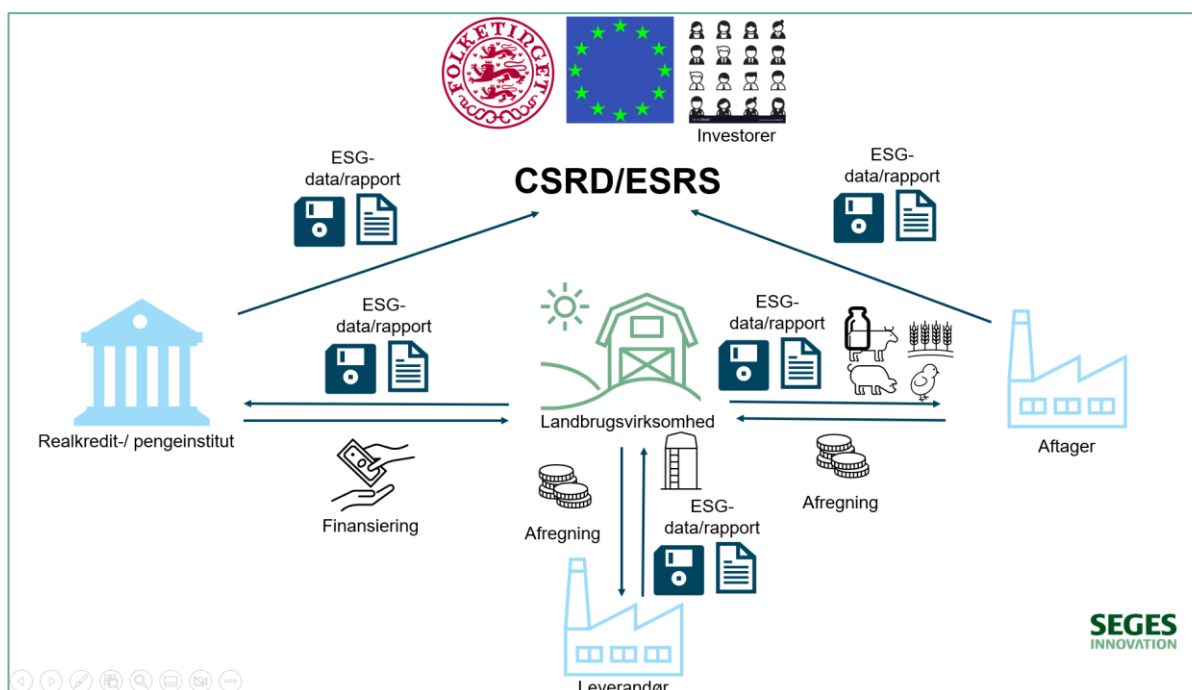 FOLKETINGET
Investorer
ESG-
data/rapport
CSRD/ESRS
ESG-
data/rapport
ESG-
data/rapport
ESG-
data/rapport
Realkredit-/ pengeinstitut
Landbrugsvirksomhed
Aftager
Finansiering
Afregning
ESG-
data/rapport
Afregning
Leverandør
SEGES
INNOVATION